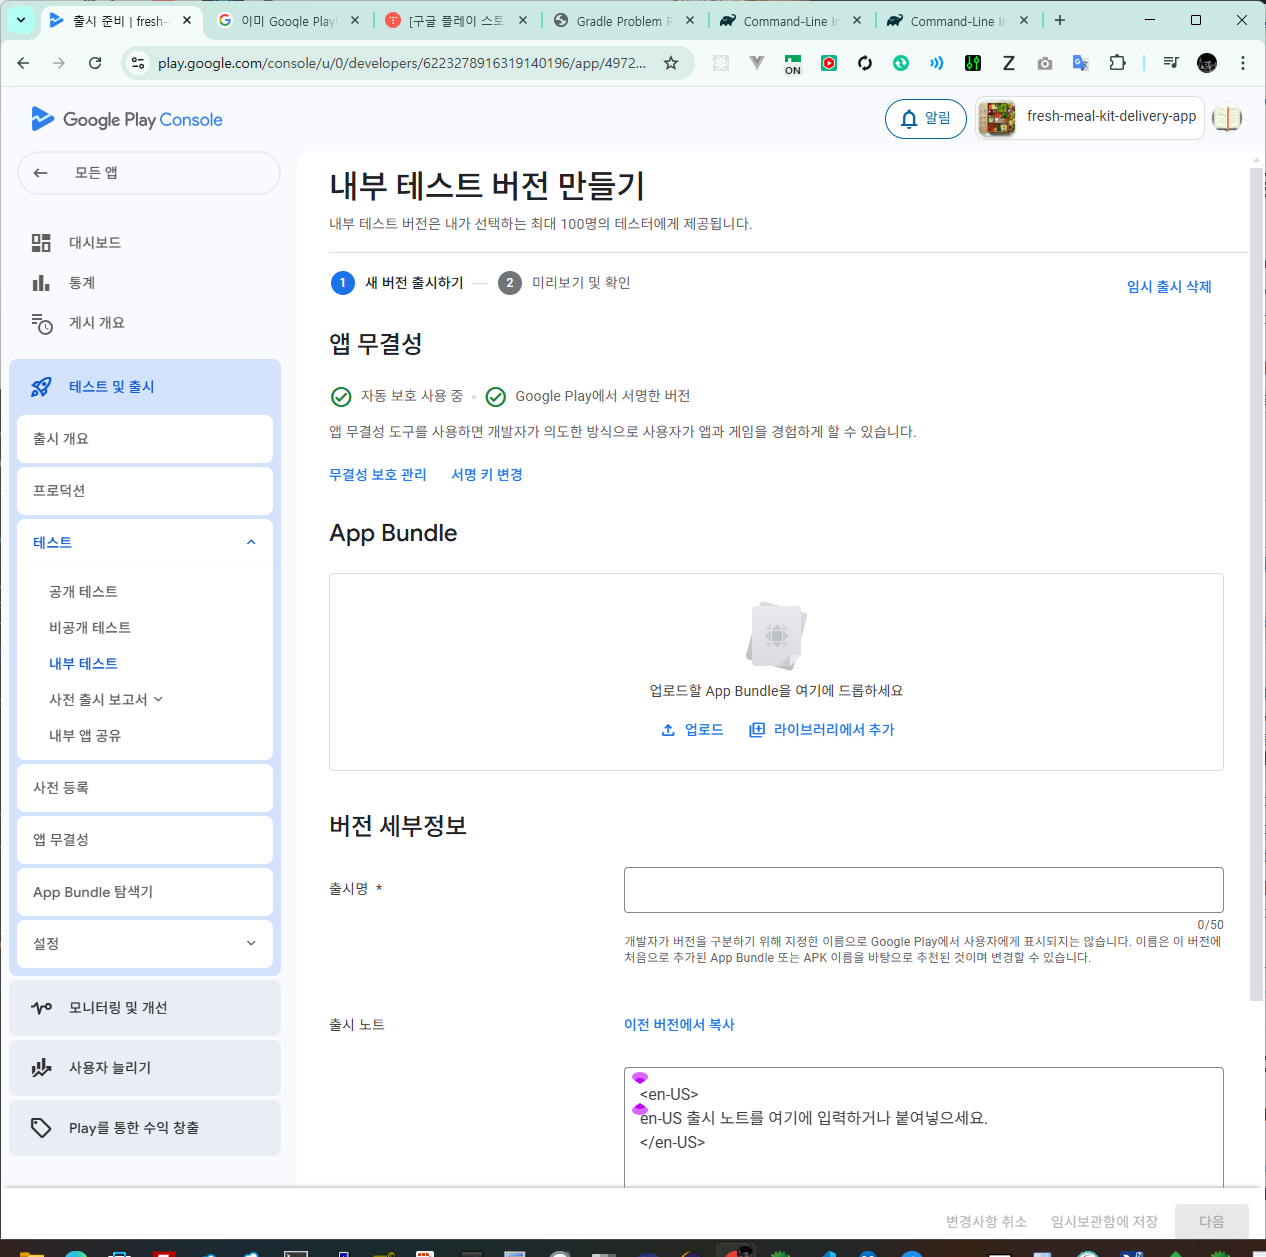 출시 준비 | fresh-
이미 Google Play
[구글 플레이 스토
Gradle Problem R
Command-Line In
Command-Line In
play.google.com/console/u/0/developers/6223278916319140196/app/4972...
ON
Google Play Console
알림
fresh-meal-kit-delivery-app
모든 앱
대시보드
통계
게시 개요
테스트 및 출시
출시 개요
프로덕션
테스트
공개 테스트
비공개 테스트
내부 테스트
사전 출시 보고서
내부 앱 공유
사전 등록
앱 무결성
App Bundle 탐색기
설정
모니터링 및 개선
사용자 늘리기
Play를 통한 수익 창출
내부 테스트 버전 만들기
내부 테스트 버전은 내가 선택하는 최대 100명의 테스터에게 제공됩니다.
1 새 버전 출시하기 — 2 미리보기 및 확인
임시 출시 삭제
앱 무결성
자동 보호 사용 중 • Google Play에서 서명한 버전
앱 무결성 도구를 사용하면 개발자가 의도한 방식으로 사용자가 앱과 게임을 경험하게 할 수 있습니다.
무결성 보호 관리 서명 키 변경
App Bundle
업로드할 App Bundle을 여기에 드롭하세요
업로드 라이브러리에서 추가
버전 세부정보
출시명 *
0/50
개발자가 버전을 구분하기 위해 지정한 이름으로 Google Play에서 사용자에게 표시되지는 않습니다. 이름은 이 버전에
처음으로 추가된 App Bundle 또는 APK 이름을 바탕으로 추천된 것이며 변경할 수 있습니다.
출시 노트
이전 버전에서 복사
<en-US>
en-US 출시 노트를 여기에 입력하거나 붙여넣으세요.
</en-US>
변경사항 취소 임시보관함에 저장 다음